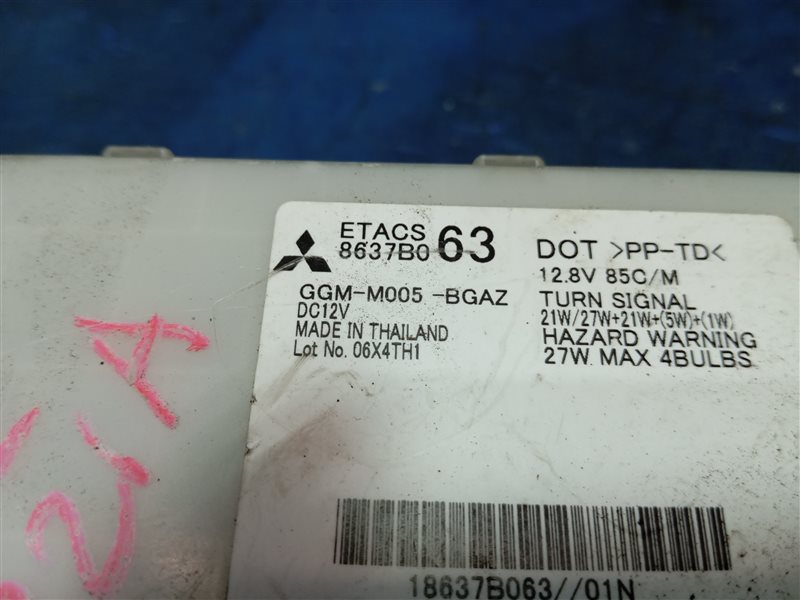 ETACS
8637B063
GGM-M005 -BGAZ
DC12V
MADE IN THAILAND
Lot No. 06X4TH1
DOT >PP-TD<
12.8V 85C/M
TURN SIGNAL
21W/27W+21W+(5W)+(1W)
HAZARD WARNING
27W. MAX 4BULBS
18637B063//01N